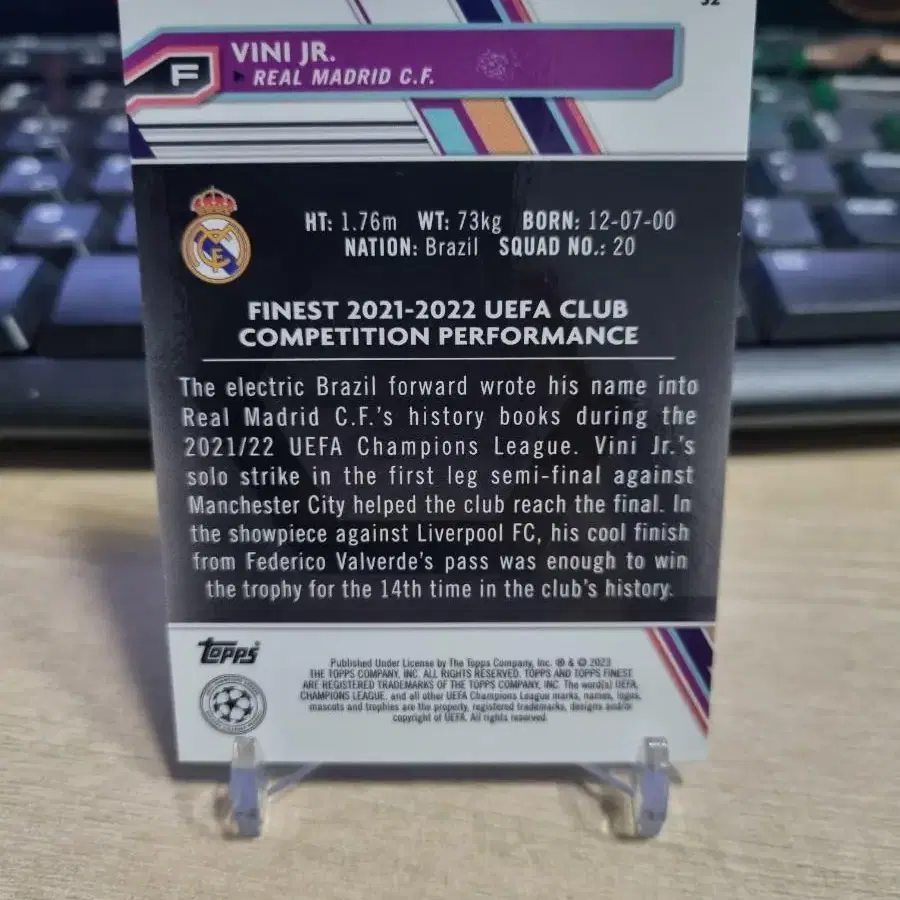 F VINI JR.
REAL MADRID C.F.
HT: 1.76m WT: 73kg BORN: 12-07-00
NATION: Brazil SQUAD NO.: 20
FINEST 2021-2022 UEFA CLUB
COMPETITION PERFORMANCE
The electric Brazil forward wrote his name into
Real Madrid C.F.'s history books during the
2021/22 UEFA Champions League. Vini Jr.'s
solo strike in the first leg semi-final against
Manchester City helped the club reach the final. In
the showpiece against Liverpool FC, his cool finish
from Federico Valverde's pass was enough to win
the trophy for the 14th time in the club's history.
Topps
Published Under License by The Topps Company, Inc. ® & © 2023
THE TOPPS COMPANY, INC. ALL RIGHTS RESERVED. TOPPS AND TOPPS FINEST
ARE REGISTERED TRADEMARKS OF THE TOPPS COMPANY, INC. The word(s) UEFA,
CHAMPIONS LEAGUE, and all other UEFA Champions League marks, names, logos,
mascots and trophies are the property, registered trademarks, designs and/or
copyright of UEFA. All rights reserved.